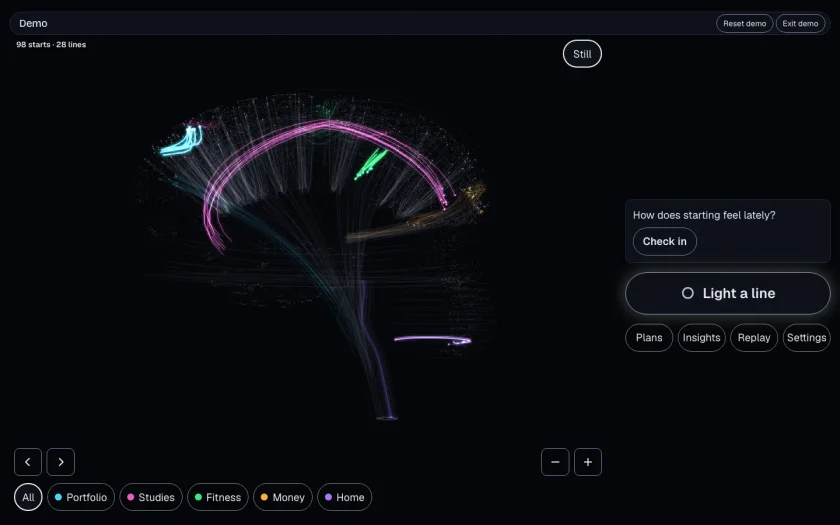 Demo
Reset demo
Exit demo
98 starts · 28 lines
Still
How does starting feel lately?
Check in
Light a line
Plans
Insights
Replay
Settings
All
Portfolio
Studies
Fitness
Money
Home